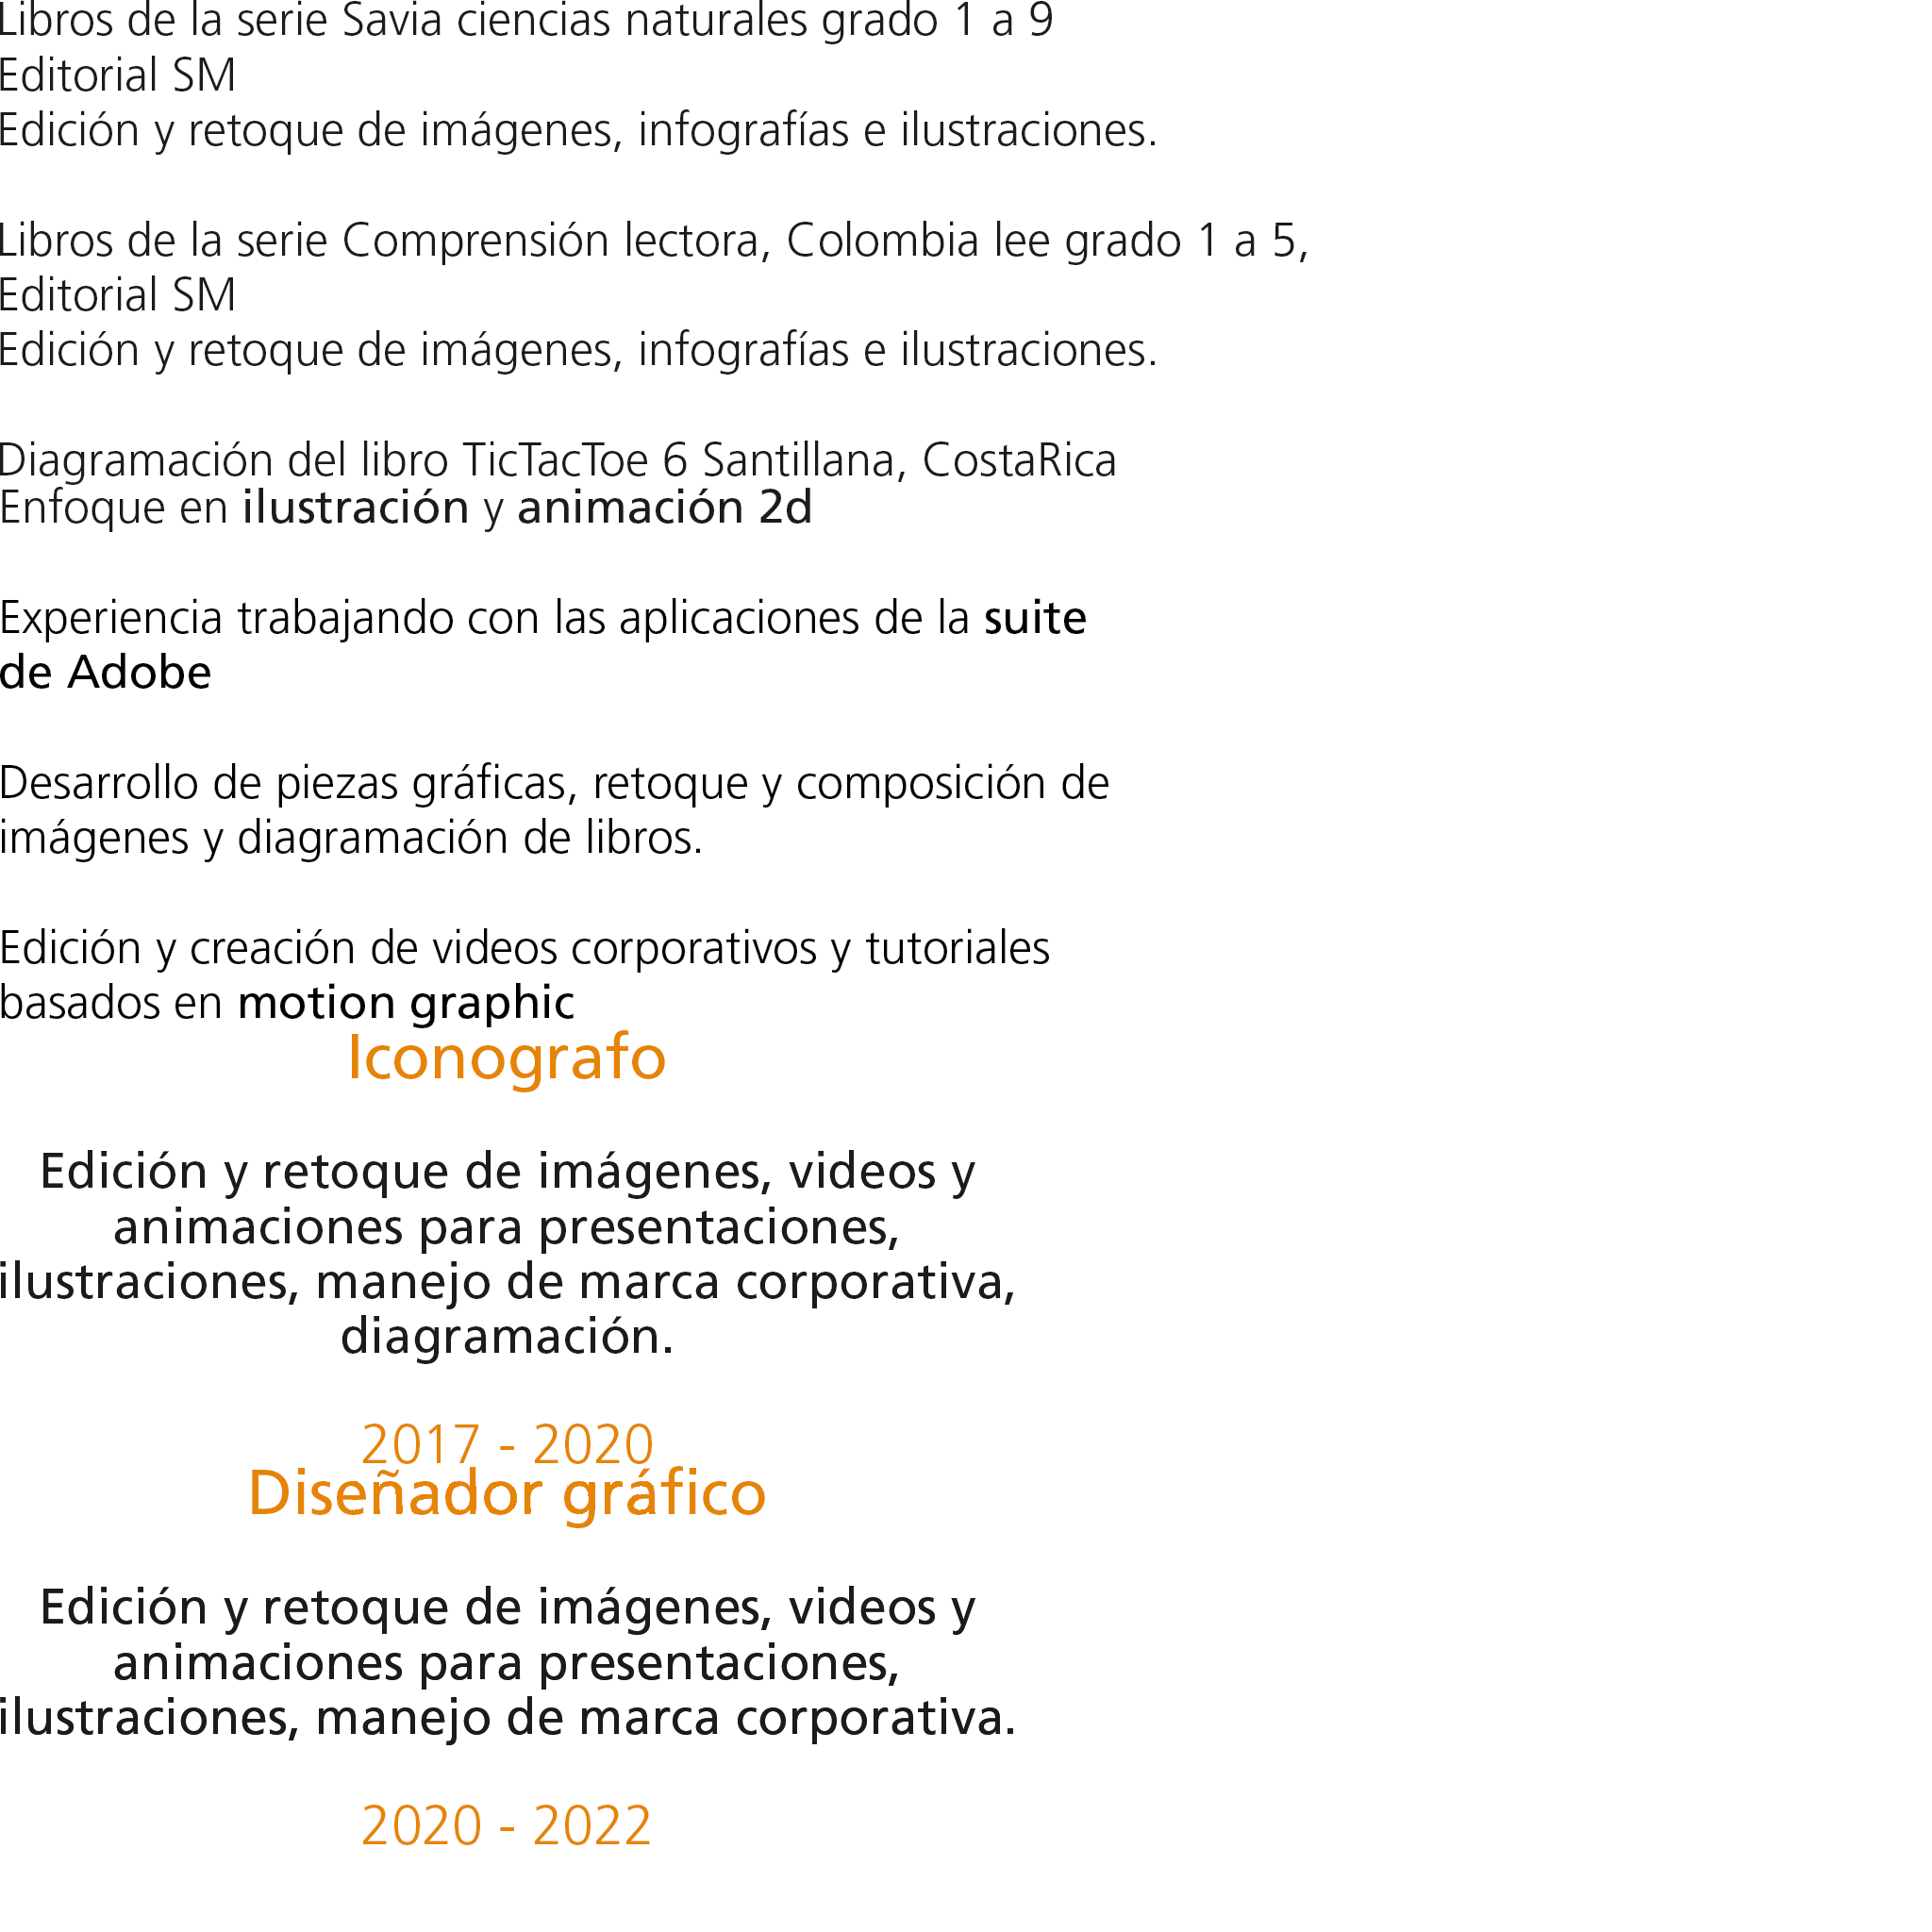 Libros de la serie Savia ciencias naturales grado 1 a 9
Editorial SM
Edición y retoque de imágenes, infografías e ilustraciones.
Libros de la serie Comprensión lectora, Colombia lee grado 1 a 5,
Editorial SM
Edición y retoque de imágenes, infografías e ilustraciones.
Diagramación del libro TicTacToe 6 Santillana, CostaRica
Enfoque en ilustración y animación 2d
Experiencia trabajando con las aplicaciones de la suite
de Adobe
Desarrollo de piezas gráficas, retoque y composición de
imágenes y diagramación de libros.
Edición y creación de videos corporativos y tutoriales
basados en motion graphic
Iconografo
Edición y retoque de imágenes, videos y
animaciones para presentaciones,
ilustraciones, manejo de marca corporativa,
diagramación.
2017 - 2020
Diseñador gráfico
Edición y retoque de imágenes, videos y
animaciones para presentaciones,
ilustraciones, manejo de marca corporativa.
2020 - 2022